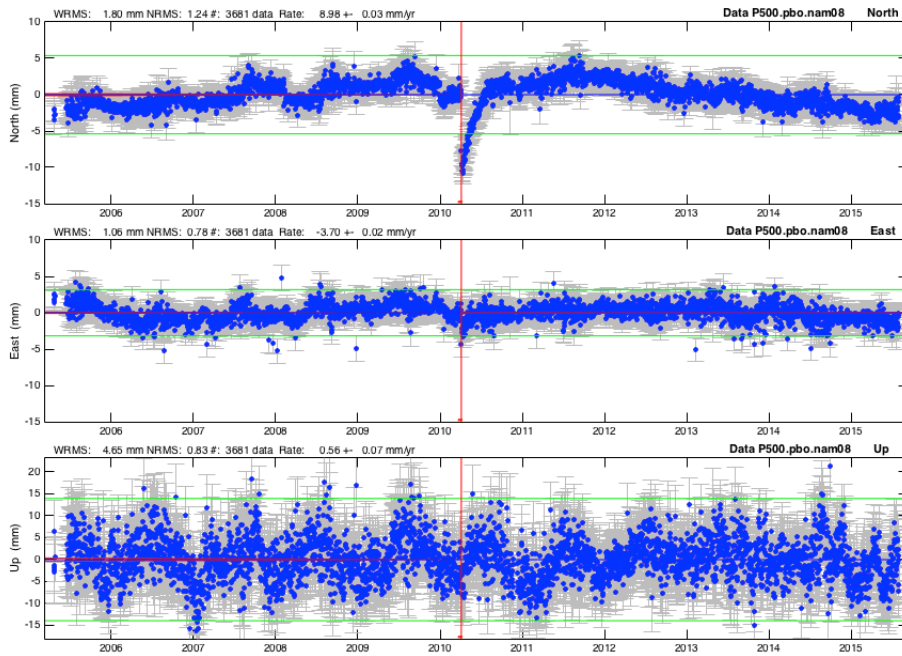 WRMS: 1.80 mm NRMS: 1.24 #: 3681 data Rate: 8.98 +- 0.03 mm/yr Data P500.pbo.nam08 North
10
5
0
-5
-10
-15
North (mm)
2006 2007 2008 2009 2010 2011 2012 2013 2014 2015
WRMS: 1.06 mm NRMS: 0.78 #: 3681 data Rate: -3.70 +- 0.02 mm/yr Data P500.pbo.nam08 East
10
5
0
-5
-10
-15
East (mm)
2006 2007 2008 2009 2010 2011 2012 2013 2014 2015
WRMS: 4.65 mm NRMS: 0.83 #: 3681 data Rate: 0.56 +- 0.07 mm/yr Data P500.pbo.nam08 Up
20
15
10
5
0
-5
-10
-15
Up (mm)
2006 2007 2008 2009 2010 2011 2012 2013 2014 2015